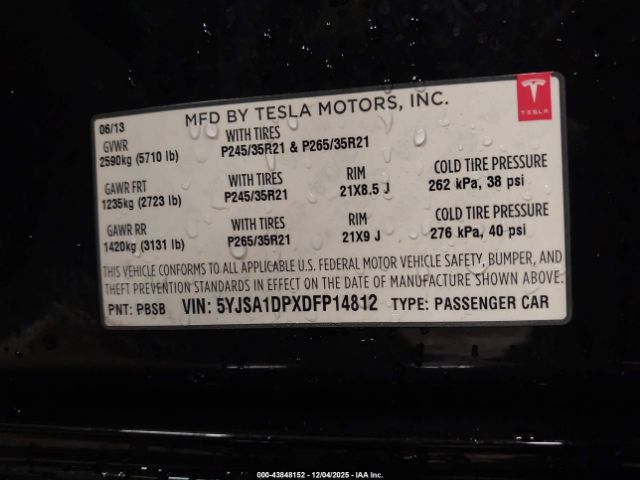 MFD BY TESLA MOTORS, INC.
TESLA
06/13
GVWR
2590kg (5710 lb)
WITH TIRES
P245/35R21 & P265/35R21
GAWR FRT
1235kg (2723 lb)
WITH TIRES
P245/35R21
RIM
21X8.5 J
COLD TIRE PRESSURE
262 kPa, 38 psi
GAWR RR
1420kg (3131 lb)
WITH TIRES
P265/35R21
RIM
21X9 J
COLD TIRE PRESSURE
276 kPa, 40 psi
THIS VEHICLE CONFORMS TO ALL APPLICABLE U.S. FEDERAL MOTOR VEHICLE SAFETY, BUMPER, AND
THEFT PREVENTION STANDARDS IN EFFECT ON THE DATE OF MANUFACTURE SHOWN ABOVE.
PNT: PBSB VIN: 5YJSA1DPXDFP14812 TYPE: PASSENGER CAR
000-43848152 - 12/04/2025 - IAA Inc.